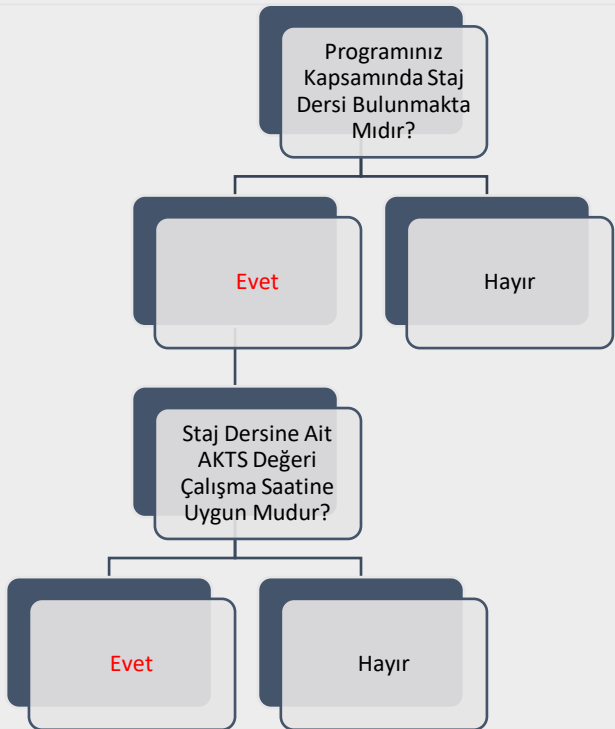 Programınız
Kapsamında Staj
Dersi Bulunmakta
Mıdır?
Evet
Hayır
Staj Dersine Ait
AKTS Değeri
Çalışma Saatine
Uygun Mudur?
Evet
Hayır